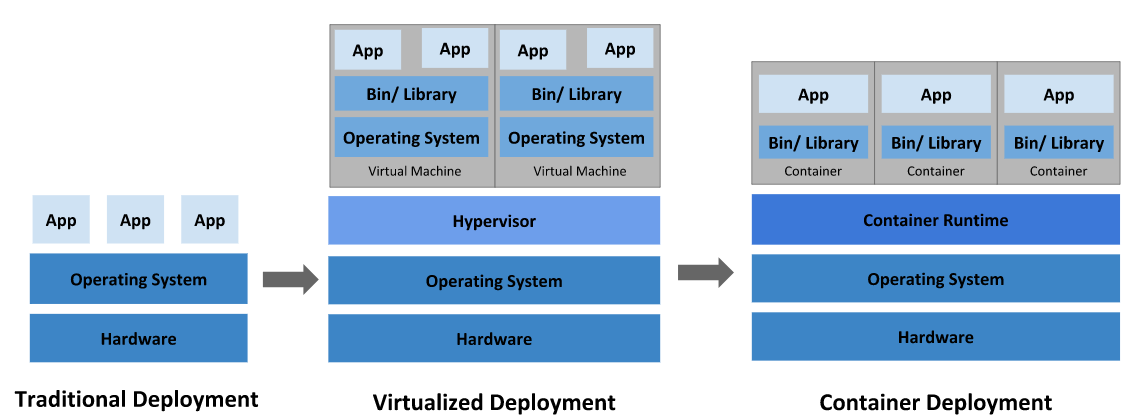 App App App
Operating System
Hardware
Traditional Deployment
App App App App
Bin/ Library Bin/ Library
Operating System Operating System
Virtual Machine Virtual Machine
Hypervisor
Operating System
Hardware
Virtualized Deployment
App App App
Bin/ Library Bin/ Library Bin/ Library
Container Container Container
Container Runtime
Operating System
Hardware
Container Deployment